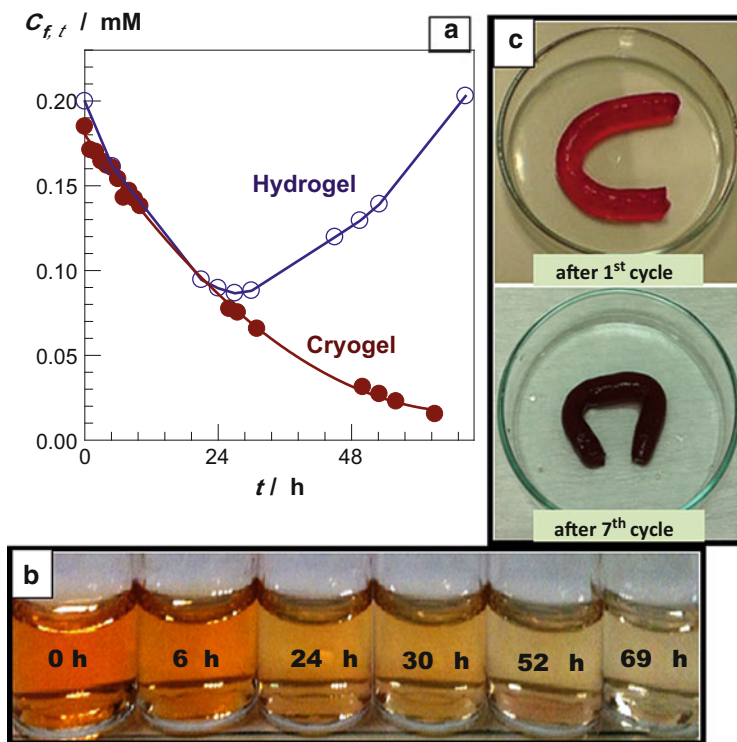 C f, t / mM
a
0.20
0.15
0.10
0.05
0.00
Hydrogel
Cryogel
0 24 48
t / h
c
after 1st cycle
after 7th cycle
b
0 h 6 h 24 h 30 h 52 h 69 h